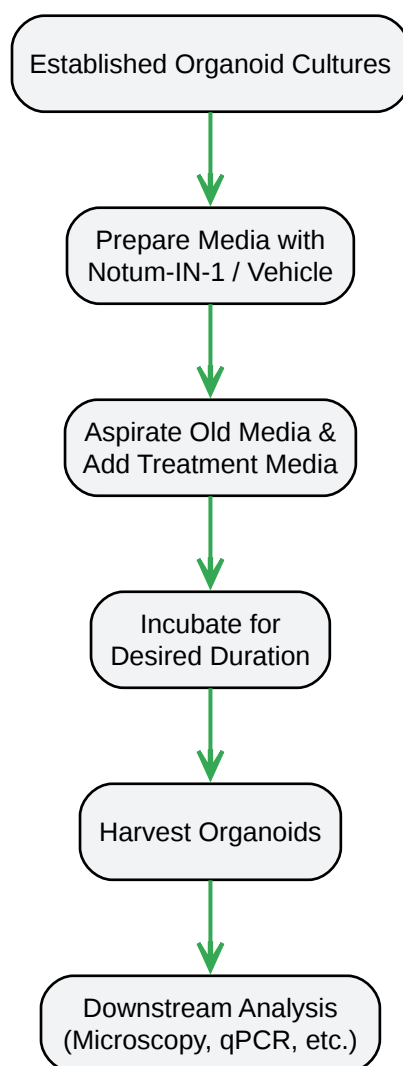 Established Organoid Cultures
Prepare Media with
Notum-IN-1 / Vehicle
Aspirate Old Media &
Add Treatment Media
Incubate for
Desired Duration
Harvest Organoids
Downstream Analysis
(Microscopy, qPCR, etc.)